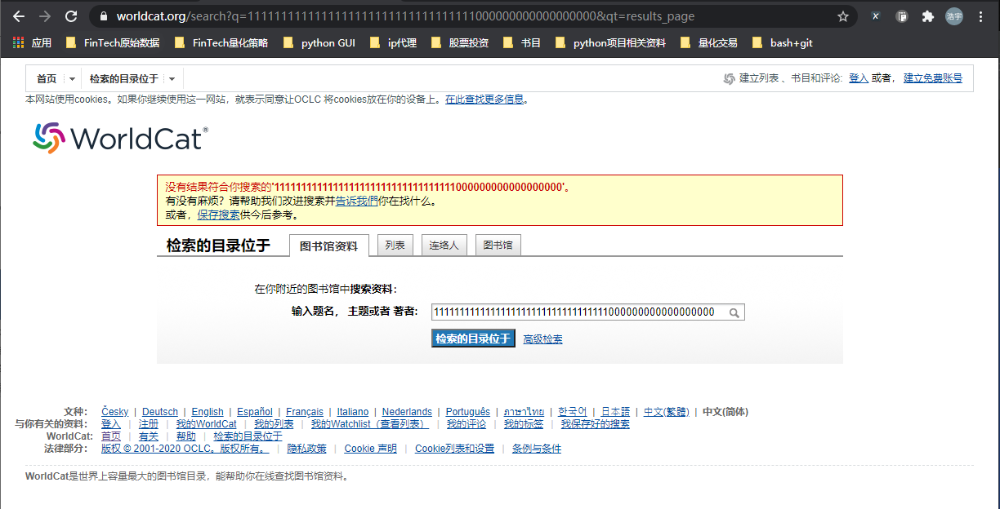 worldcat.org/search?q=1111111111111111111111111111111111000000000000000000&qt=results_page
浩宇
应用 FinTech原始数据 FinTech量化策略 python GUI ip代理 股票投资 书目 python项目相关资料 量化交易 bash+git
首页 检索的目录位于 建立列表 、书目和评论: 登入 或者， 建立免费账号
本网站使用cookies。如果你继续使用这一网站，就表示同意让OCLC 将cookies放在你的设备上。在此查找更多信息。
WorldCat®
没有结果符合你搜索的'1111111111111111111111111111111111000000000000000000'。
有没有麻烦？请帮助我们改进搜索并告诉我們你在找什么。
或者，保存搜索供今后参考。
检索的目录位于 图书馆资料 列表 连络人 图书馆
在你附近的图书馆中搜索资料：
输入题名， 主题或者 著者: 1111111111111111111111111111111111000000000000000000
检索的目录位于 高级检索
文种: Česky | Deutsch | English | Español | Français | Italiano | Nederlands | Português | ภาษาไทย | 한국어 | 日本語 | 中文(繁體) | 中文(简体)
与你有关的资料: 登入 | 注册 | 我的WorldCat | 我的列表 | 我的Watchlist（查看列表） | 我的评论 | 我的标签 | 我保存好的搜索
WorldCat: 首页 | 有关 | 帮助 | 检索的目录位于
法律部分: 版权 © 2001-2020 OCLC。版权所有。 | 隐私政策 | Cookie 声明 | Cookie列表和设置 | 条例与条件
WorldCat是世界上容量最大的图书馆目录，能帮助你在线查找图书馆资料。